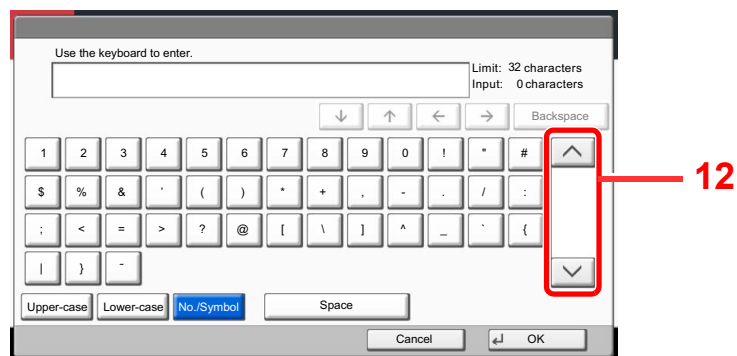 Use the keyboard to enter.
Limit: 32 characters
Input: 0 characters
↓ ↑ ← → Backspace
1 2 3 4 5 6 7 8 9 0 ! " #
$ % & ' ( ) * + , - . / :
; < = > ? @ [ \ ] ^ _ ` {
| } ~
12
Upper-case Lower-case No./Symbol Space
Cancel OK